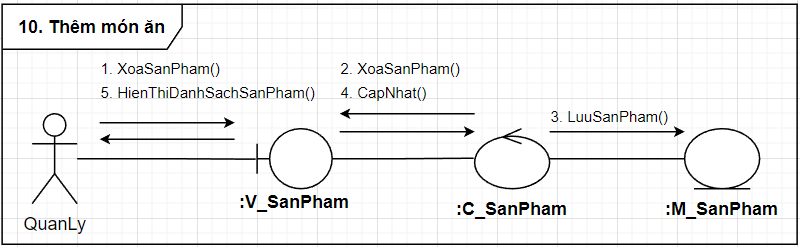 10. Thêm món ăn
1. XoaSanPham()
2. XoaSanPham()
5. HienThiDanhSachSanPham()
4. CapNhat()
3. LuuSanPham()
:V_SanPham
:C_SanPham
:M_SanPham
QuanLy